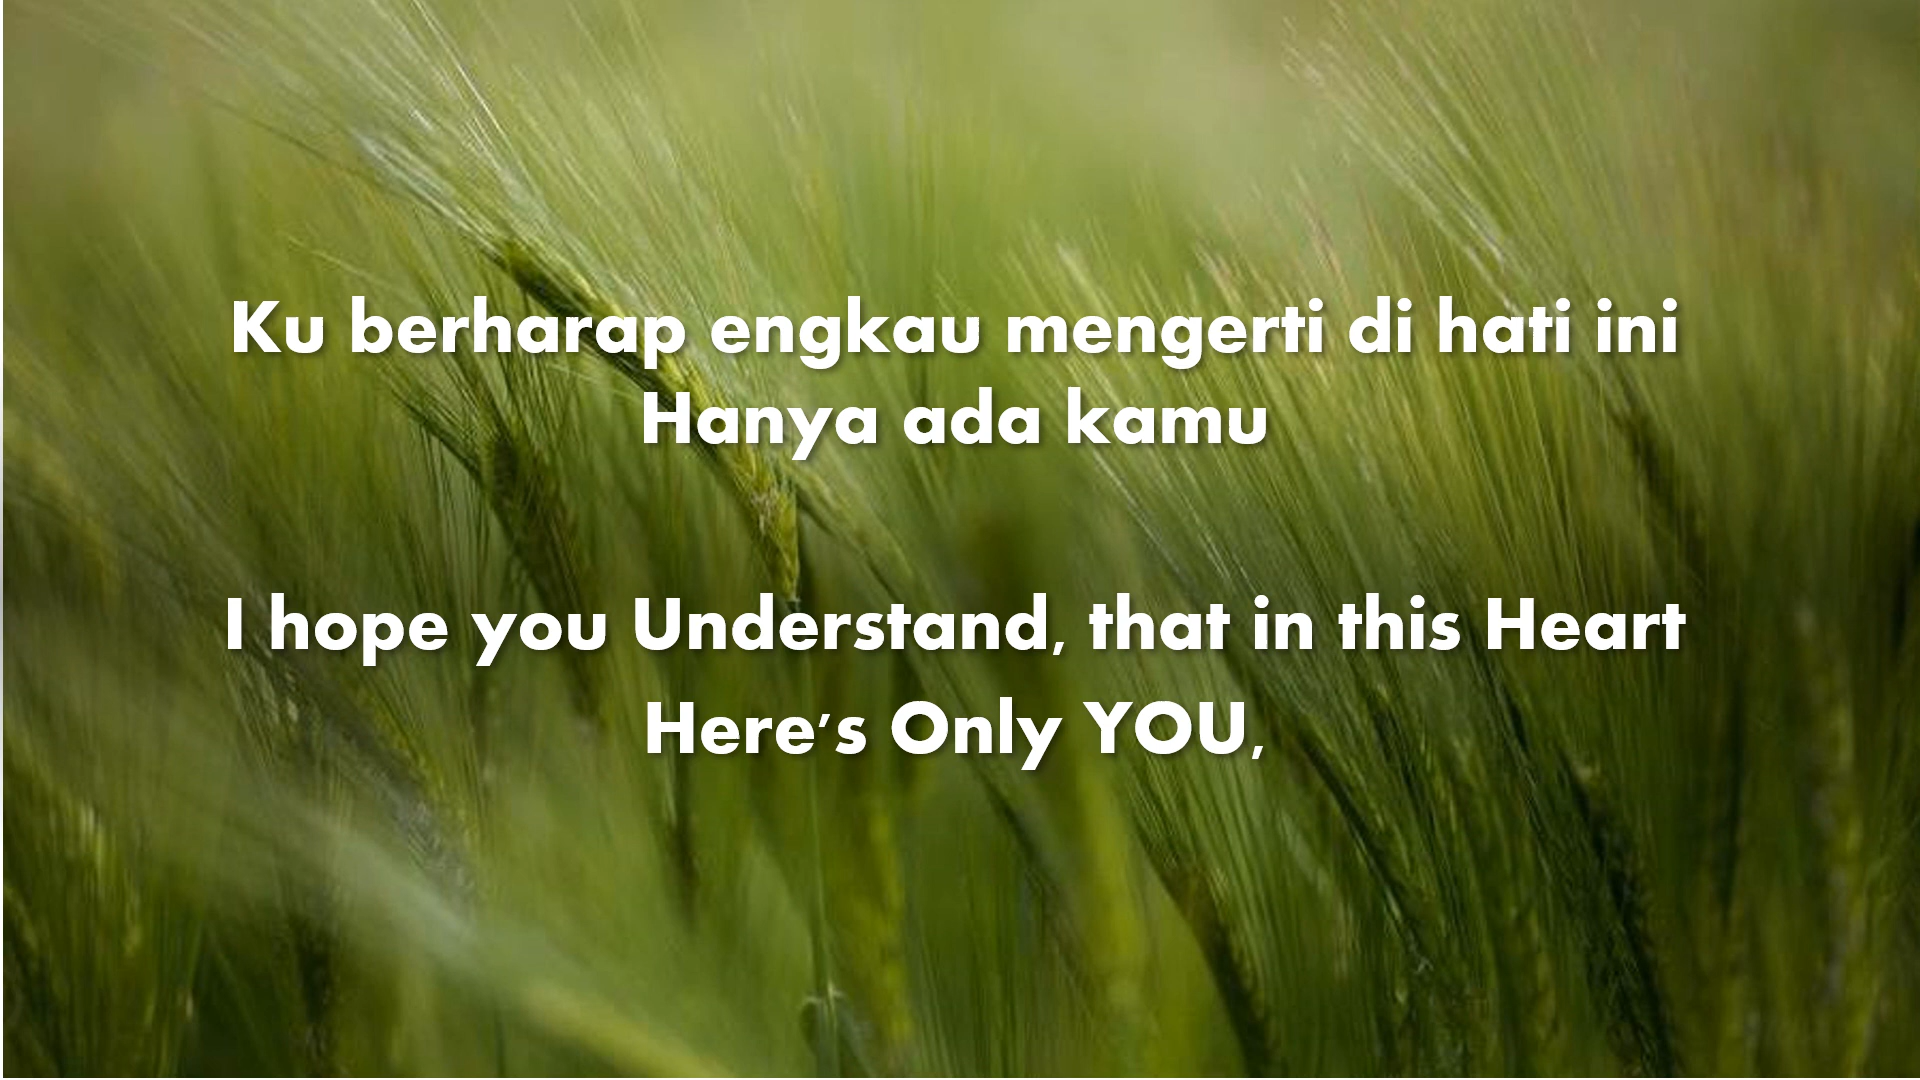 Ku berharap engkau mengerti di hati ini
Hanya ada kamu
I hope you Understand, that in this Heart
Here's Only YOU,